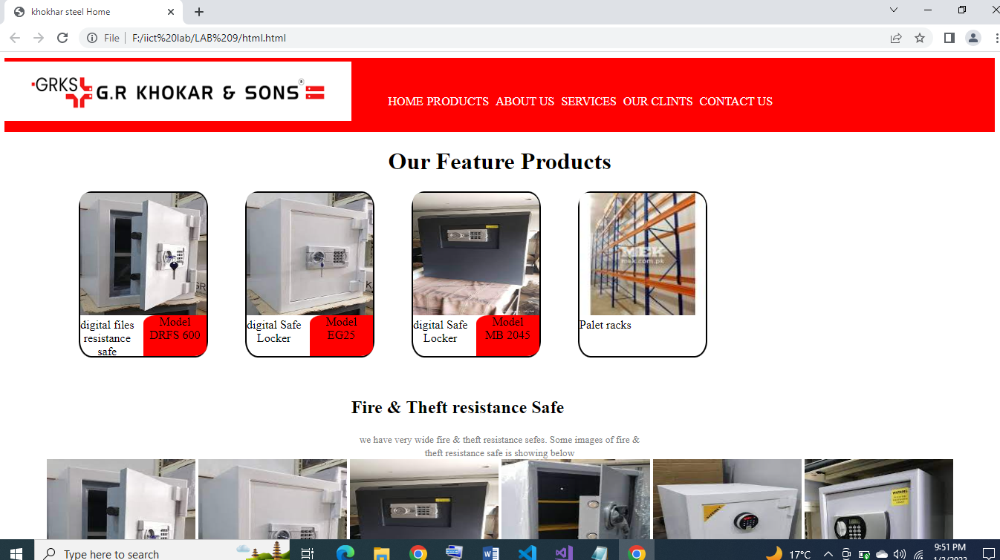 khokhar steel Home
File
F:/iict%20lab/LAB%209/html.html
GRKS
G.R KHOKAR & SONS
®
HOME PRODUCTS ABOUT US SERVICES OUR CLINTS CONTACT US
Our Feature Products
GR
K
MEK
mek.com.pk
digital files
resistance
safe
Model
DRFS 600
digital Safe
Locker
Model
EG25
digital Safe
Locker
Model
MB 2045
Palet racks
Fire & Theft resistance Safe
we have very wide fire & theft resistance sefes. Some images of fire &
theft resistance safe is showing below
WARNING
Type here to search
17°C
9:51 PM